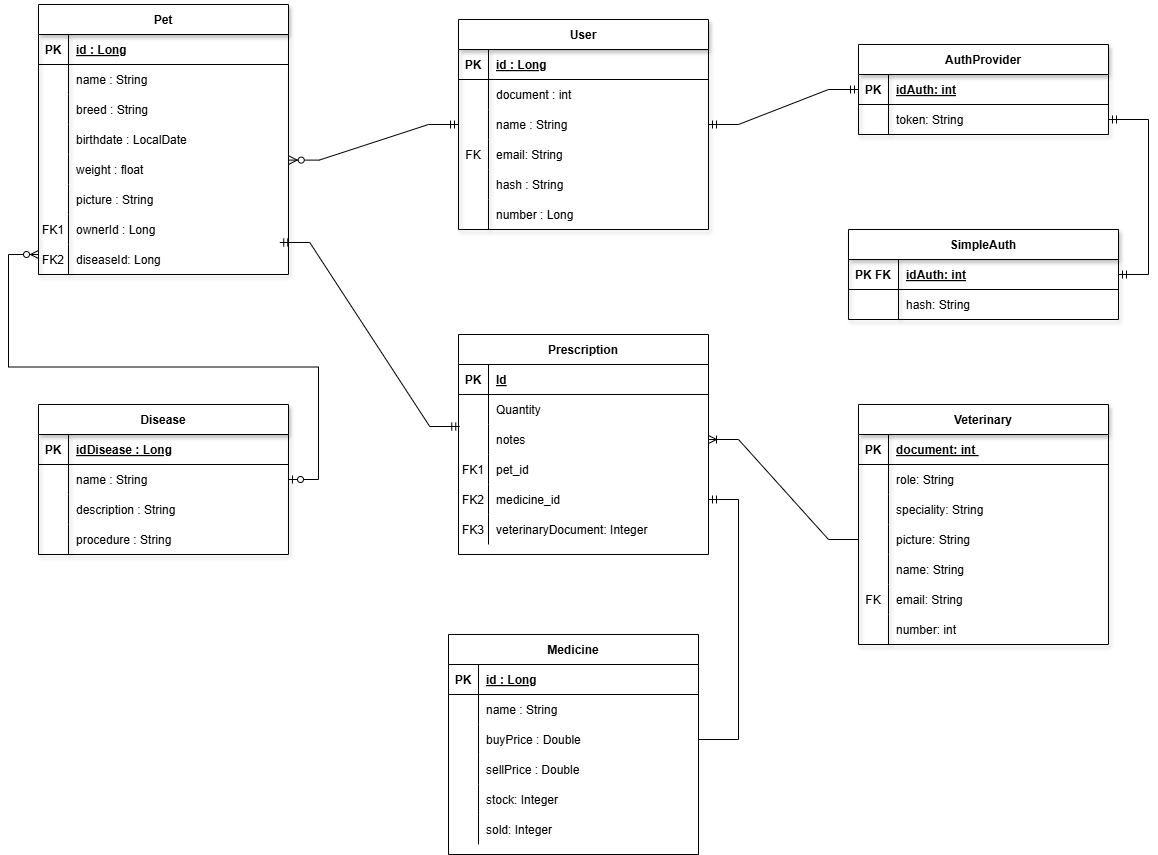 Pet
PK id : Long
name : String
breed : String
birthdate : LocalDate
weight : float
picture : String
FK1 ownerId : Long
FK2 diseaseId: Long
User
PK id : Long
document : int
name : String
FK email: String
hash : String
number : Long
AuthProvider
PK idAuth: int
token: String
SimpleAuth
PK FK idAuth: int
hash: String
Disease
PK idDisease : Long
name : String
description : String
procedure : String
Prescription
PK Id
Quantity
notes
FK1 pet_id
FK2 medicine_id
FK3 veterinaryDocument: Integer
Veterinary
PK document: int
role: String
speciality: String
picture: String
name: String
FK email: String
number: int
Medicine
PK id : Long
name : String
buyPrice : Double
sellPrice : Double
stock: Integer
sold: Integer